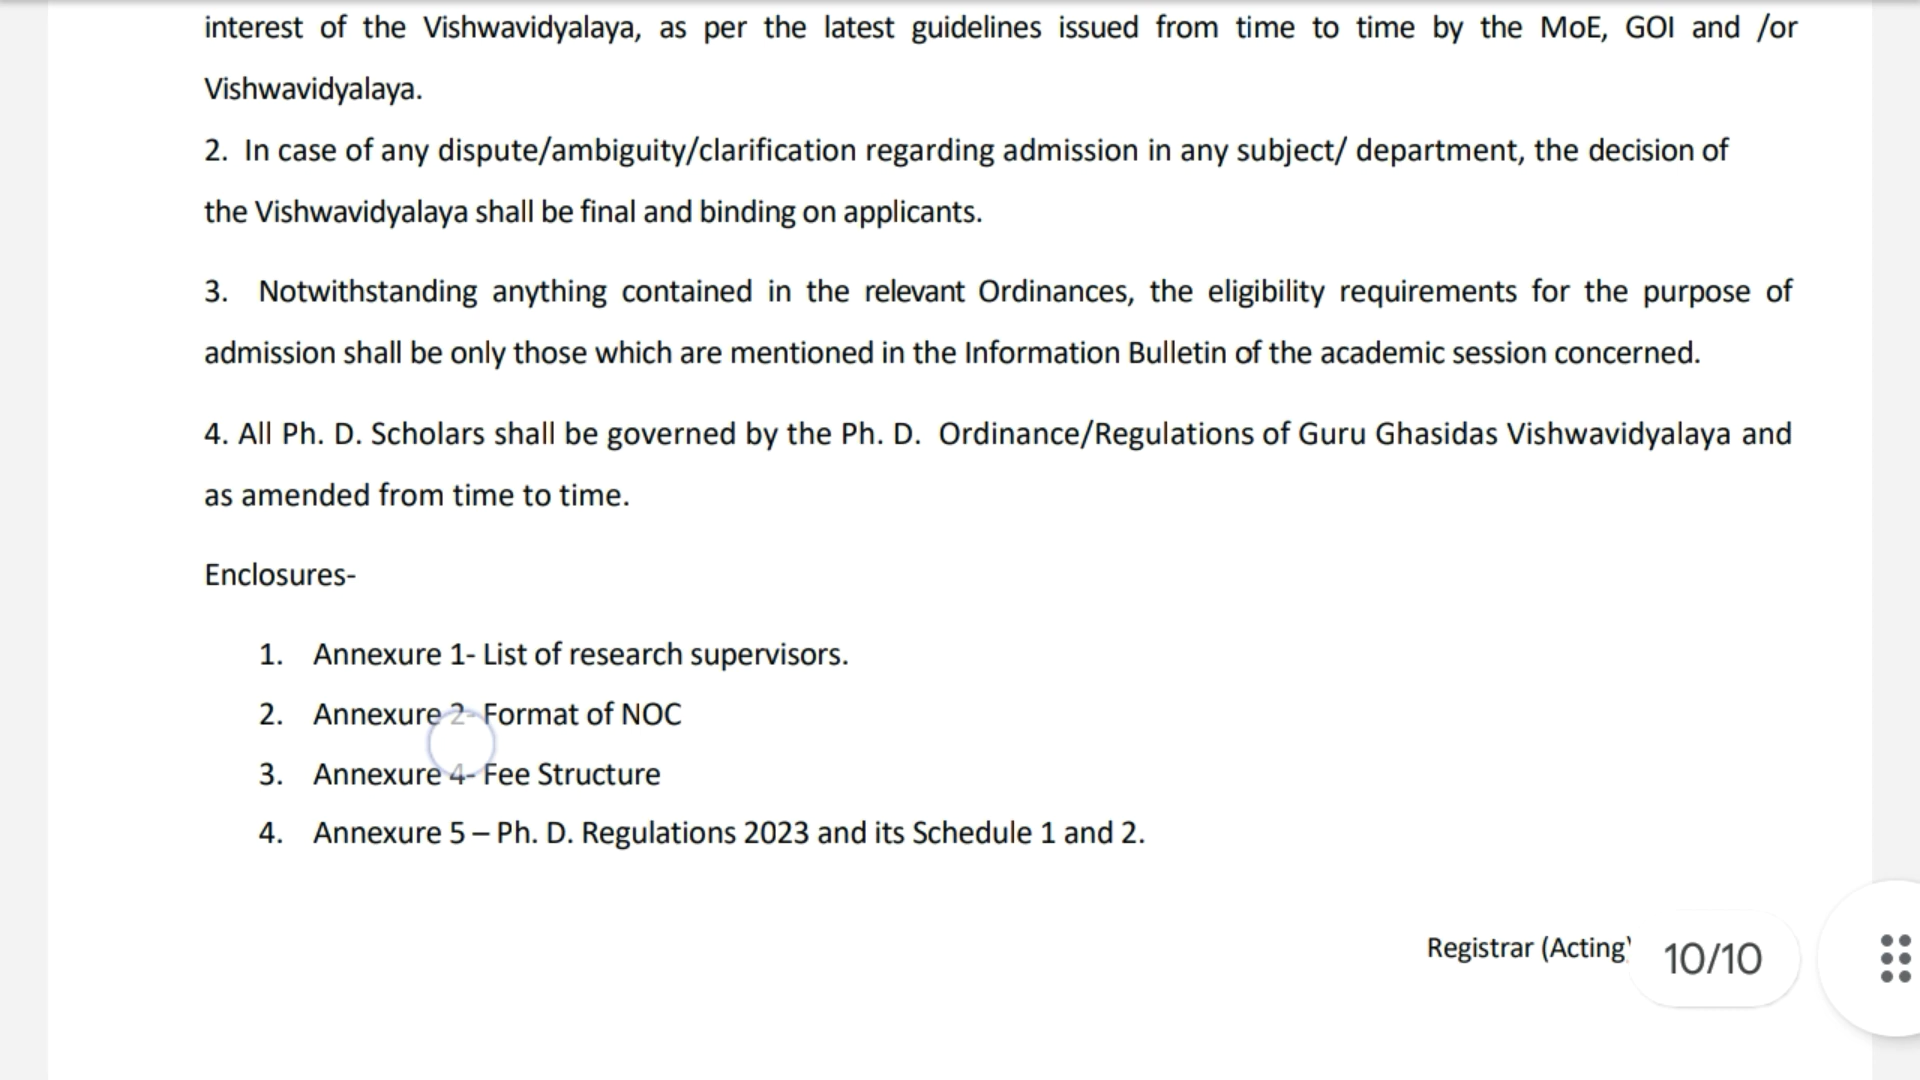 interest of the Vishwavidyalaya, as per the latest guidelines issued from time to time by the MoE, GOI and /or
Vishwavidyalaya.
2. In case of any dispute/ambiguity/clarification regarding admission in any subject/ department, the decision of
the Vishwavidyalaya shall be final and binding on applicants.
3. Notwithstanding anything contained in the relevant Ordinances, the eligibility requirements for the purpose of
admission shall be only those which are mentioned in the Information Bulletin of the academic session concerned.
4. All Ph. D. Scholars shall be governed by the Ph. D. Ordinance/Regulations of Guru Ghasidas Vishwavidyalaya and
as amended from time to time.
Enclosures-
1. Annexure 1- List of research supervisors.
2. Annexure 2- Format of NOC
3. Annexure 4- Fee Structure
4. Annexure 5 – Ph. D. Regulations 2023 and its Schedule 1 and 2.
Registrar (Acting)
10/10